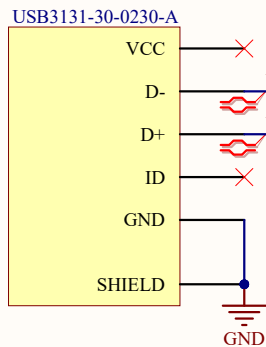 USB3131-30-0230-A
VCC
D-
D+
ID
GND
SHIELD
GND